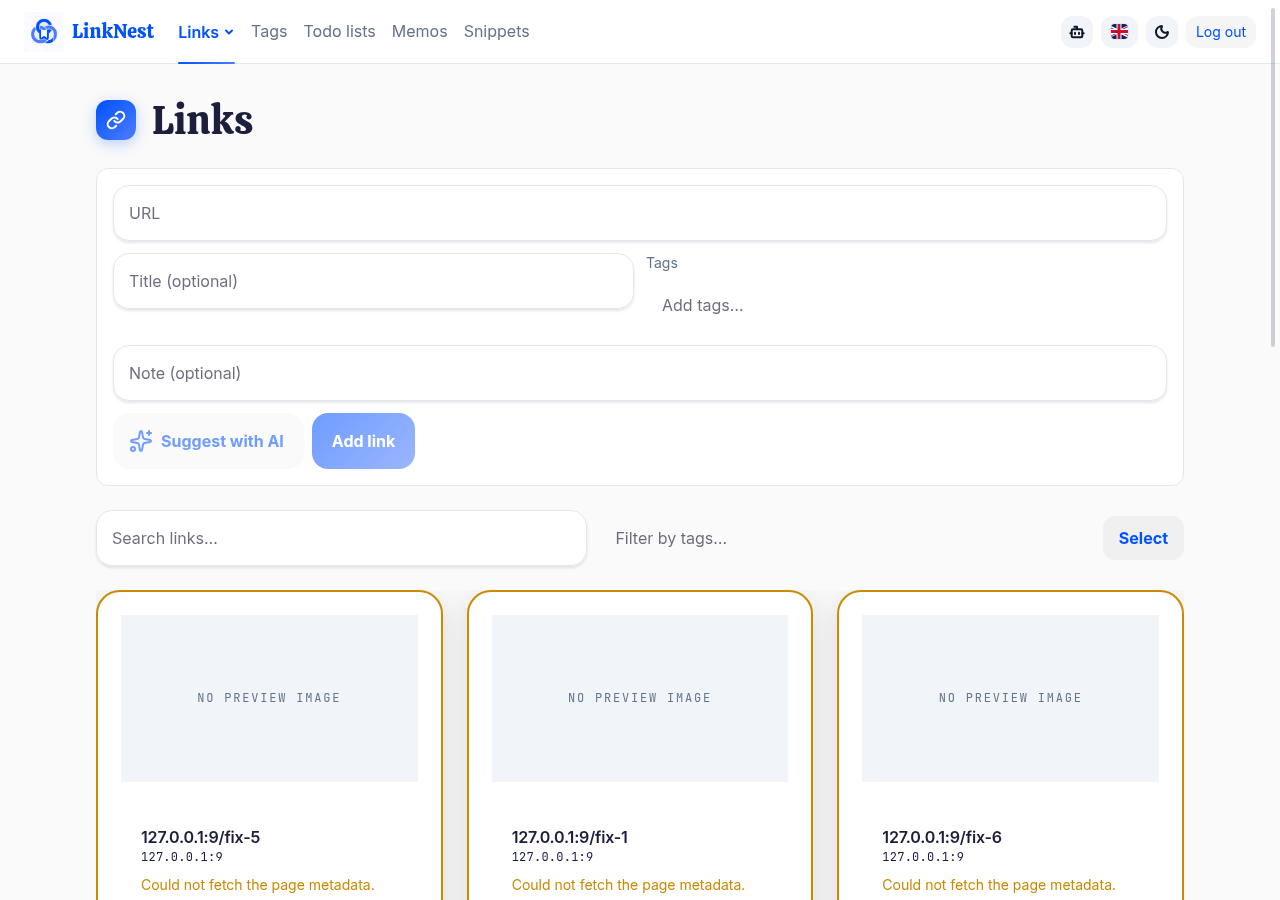 LinkNest Links Tags Todo lists Memos Snippets Log out
Links
URL
Title (optional)
Tags
Add tags...
Note (optional)
Suggest with AI Add link
Search links... Filter by tags... Select
NO PREVIEW IMAGE NO PREVIEW IMAGE NO PREVIEW IMAGE
127.0.0.1:9/fix-5 127.0.0.1:9/fix-1 127.0.0.1:9/fix-6
127.0.0.1:9 127.0.0.1:9 127.0.0.1:9
Could not fetch the page metadata. Could not fetch the page metadata. Could not fetch the page metadata.